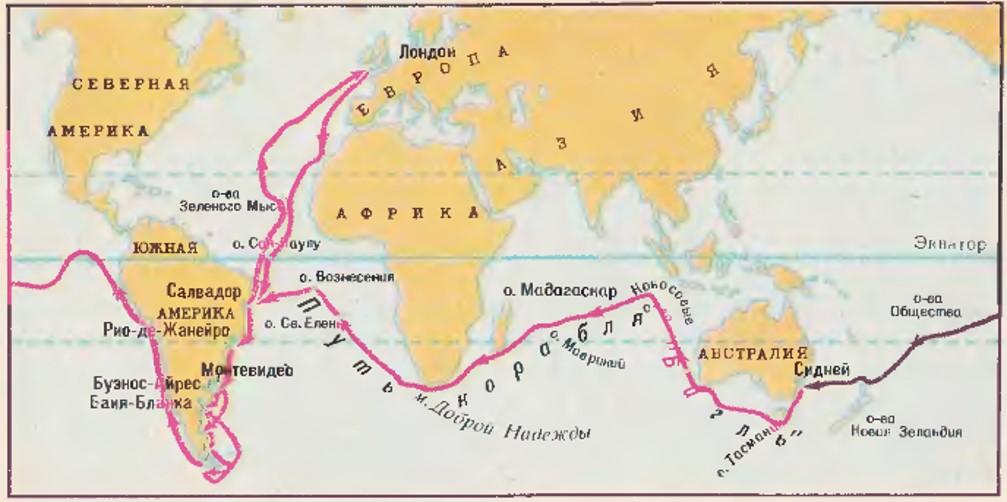 Лондон
ЕВРОПА
СЕВЕРНАЯ
АМЕРИКА
АЗИЯ
о-ва
Зеленого Мыса
АФРИКА
о. Сан-Паулу
ЮЖНАЯ
Экватор
о. Вознесения
Салвадор
АМЕРИКА
о. Мадагаскар
Кокосовые
о-ва
о-ва
Общества
о. Св. Елены
Рио-де-Жанейро
о. Маврикий
АВСТРАЛИЯ
Сидней
Монтевидео
Буэнос-Айрес
Баия-Бланка
Путь корабля "Бигль"
м. Доброй Надежды
о. Тасмания
о-ва
Новая Зеландия